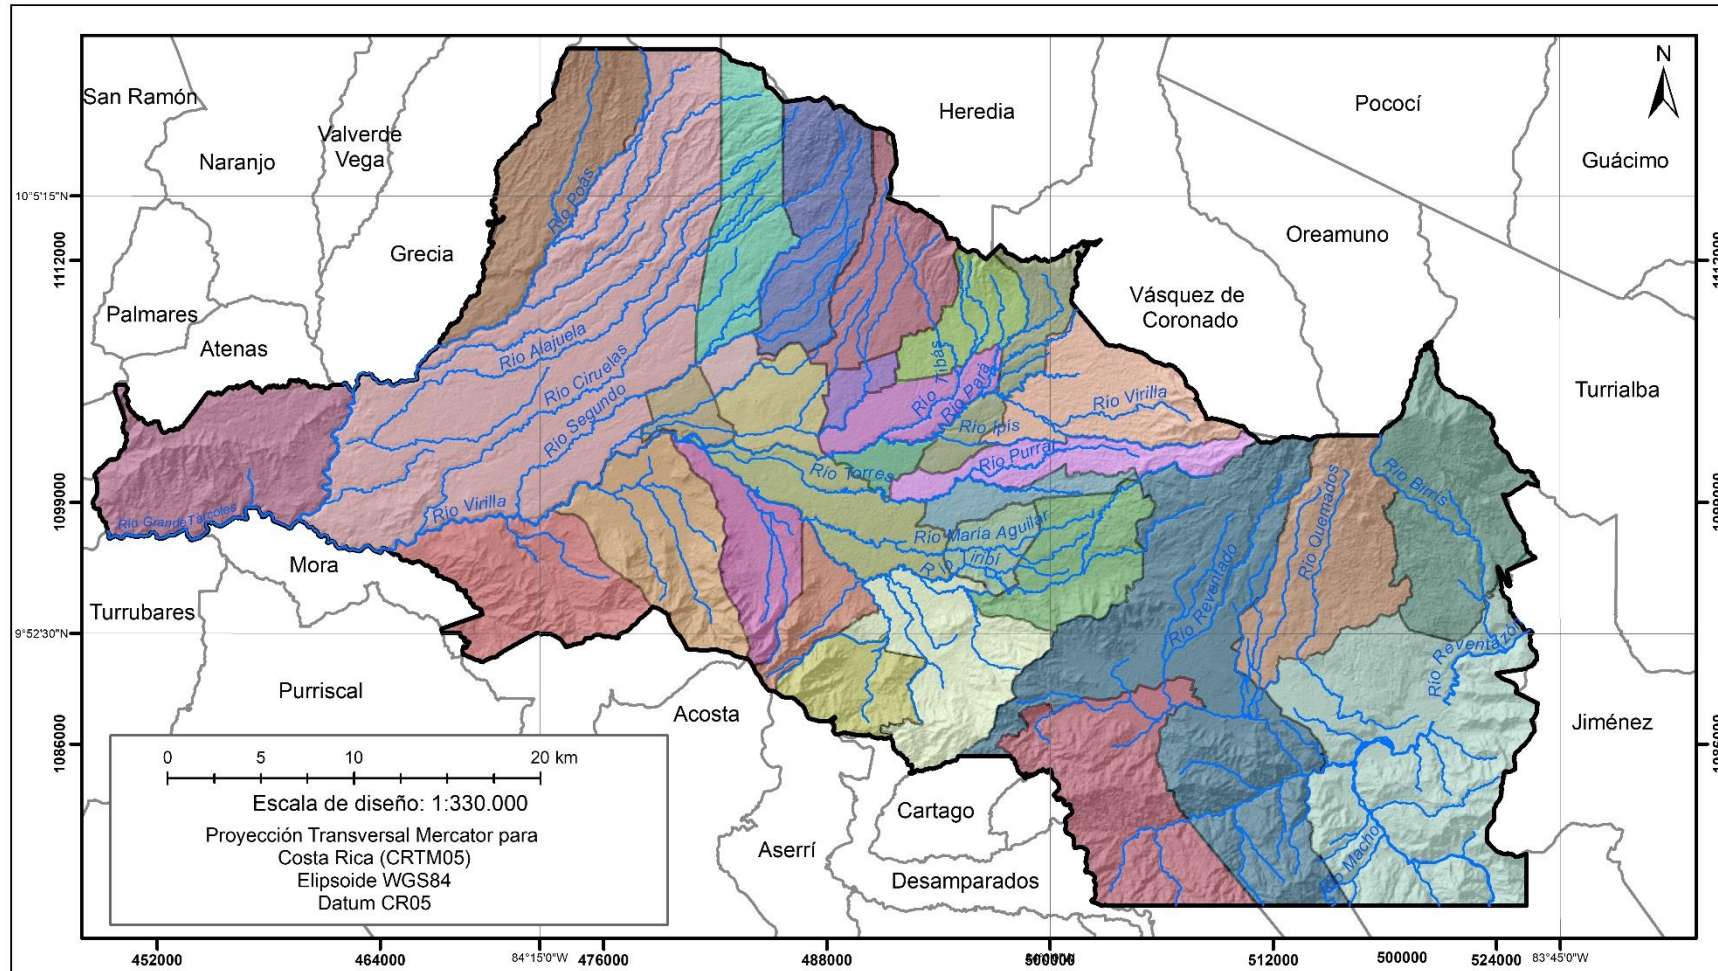 N
San Ramón
Heredia
Pococí
Valverde
Vega
Naranjo
Guácimo
10°5'15"N
Río Poás
Oreamuno
Grecia
1112000
1112000
Vásquez de
Coronado
Palmares
Atenas
Río Alajuela
Río Ciruelas
Río Segundo
Río Tibás
Río Pará
Río Virilla
Turrialba
Río Ipís
Río Purral
Río Torres
Río Quemados
Río Birrís
1099000
1099000
Río Virilla
Río Grande Tárcoles
Río María Aguilar
Río Tiribí
Río Reventado
Mora
Turrubares
9°52'30"N
Río Reventazón
Purriscal
Acosta
Jiménez
1086000
1086000
0 5 10 20 km
Escala de diseño: 1:330.000
Proyección Transversal Mercator para
Costa Rica (CRTM05)
Elipsoide WGS84
Datum CR05
Cartago
Aserrí
Desamparados
Río Macho
452000
464000
84°15'0"W
476000
488000
500000
512000
500000
524000
83°45'0"W